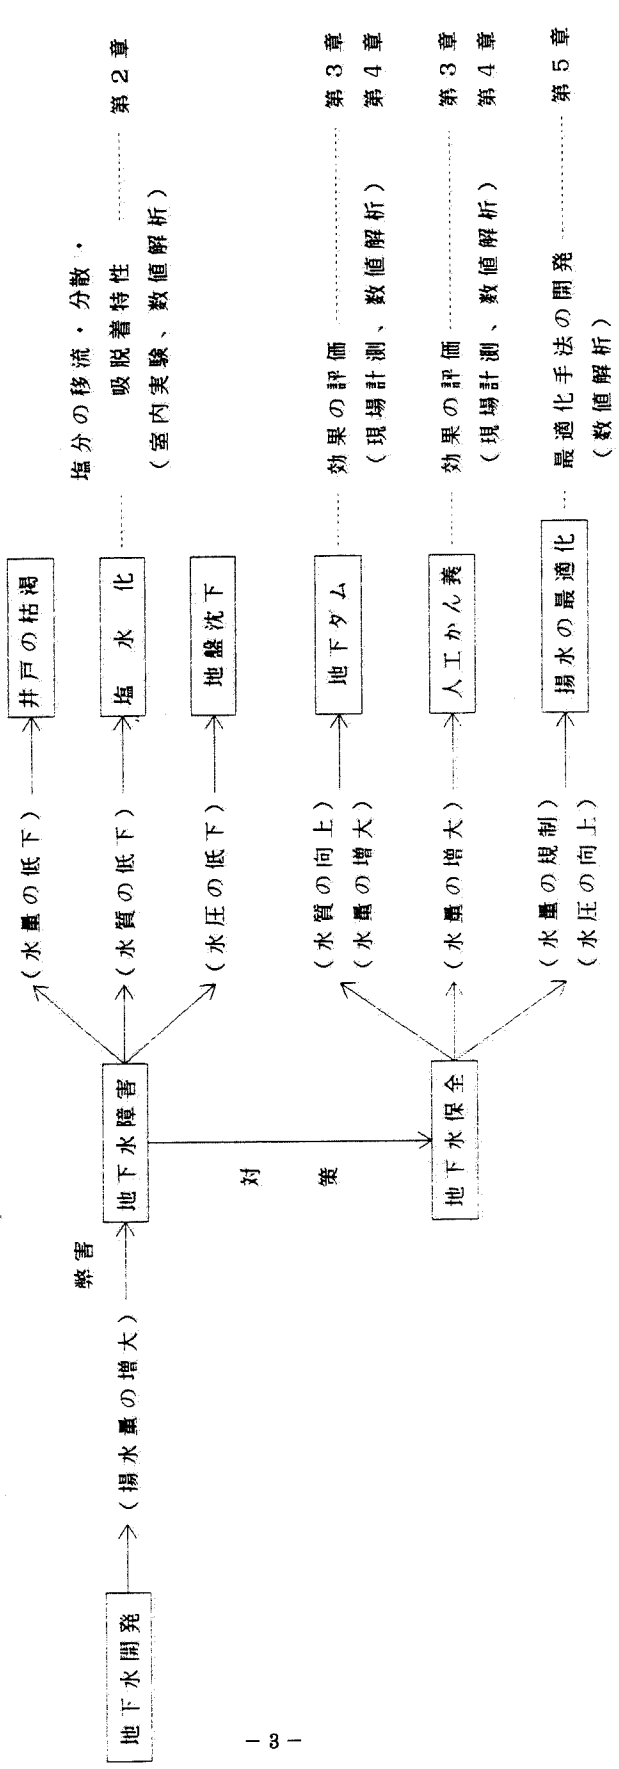 地下水開発
（揚水量の増大）
弊害
地下水障害
（水量の低下）
井戸の枯渇
（水質の低下）
塩水化
塩分の移流・分散・
吸脱着特性
（室内実験、数値解析）
第２章
（水圧の低下）
地盤沈下
対策
地下水保全
（水質の向上）
（水量の増大）
地下ダム
効果の評価
（現場計測、数値解析）
第３章
第４章
（水量の増大）
人工かん養
効果の評価
（現場計測、数値解析）
第３章
第４章
（水量の規制）
（水圧の向上）
揚水の最適化
最適化手法の開発
（数値解析）
第５章
－３－